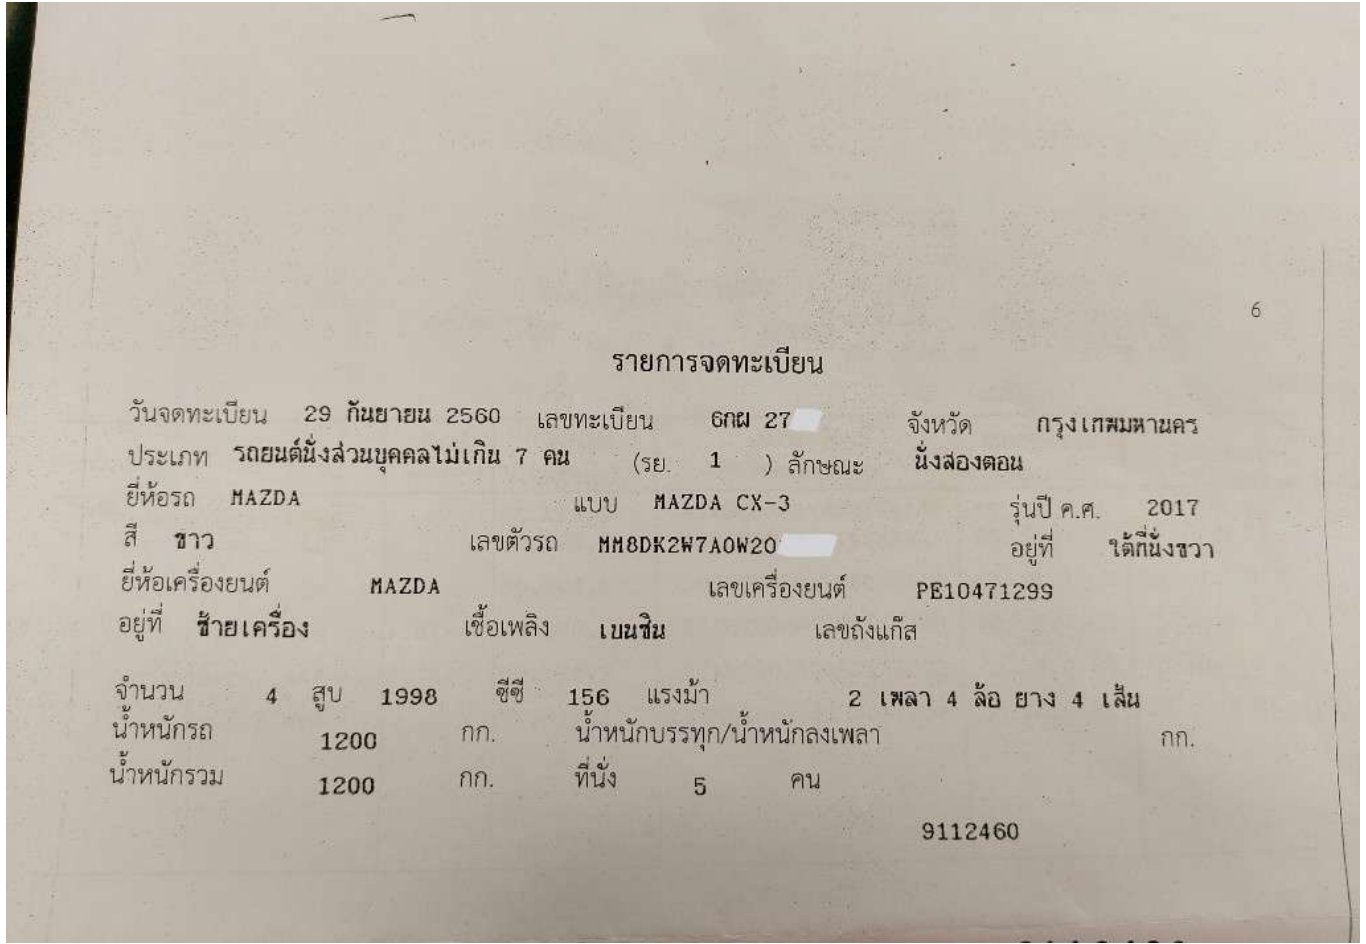 6
รายการจดทะเบียน
วันจดทะเบียน 29 กันยายน 2560 เลขทะเบียน 6กผ 27 จังหวัด กรุงเทพมหานคร
ประเภท รถยนต์นั่งส่วนบุคคลไม่เกิน 7 คน (รย. 1 ) ลักษณะ นั่งสองตอน
ยี่ห้อรถ MAZDA แบบ MAZDA CX-3 รุ่นปี ค.ศ. 2017
สี ขาว เลขตัวรถ MM8DK2W7A0W20 อยู่ที่ ใต้ที่นั่งขวา
ยี่ห้อเครื่องยนต์ MAZDA เลขเครื่องยนต์ PE10471299
อยู่ที่ ซ้ายเครื่อง เชื้อเพลิง เบนซิน เลขถังแก๊ส
จำนวน 4 สูบ 1998 ซีซี 156 แรงม้า 2 เพลา 4 ล้อ ยาง 4 เส้น
น้ำหนักรถ 1200 กก. น้ำหนักบรรทุก/น้ำหนักลงเพลา กก.
น้ำหนักรวม 1200 กก. ที่นั่ง 5 คน
9112460